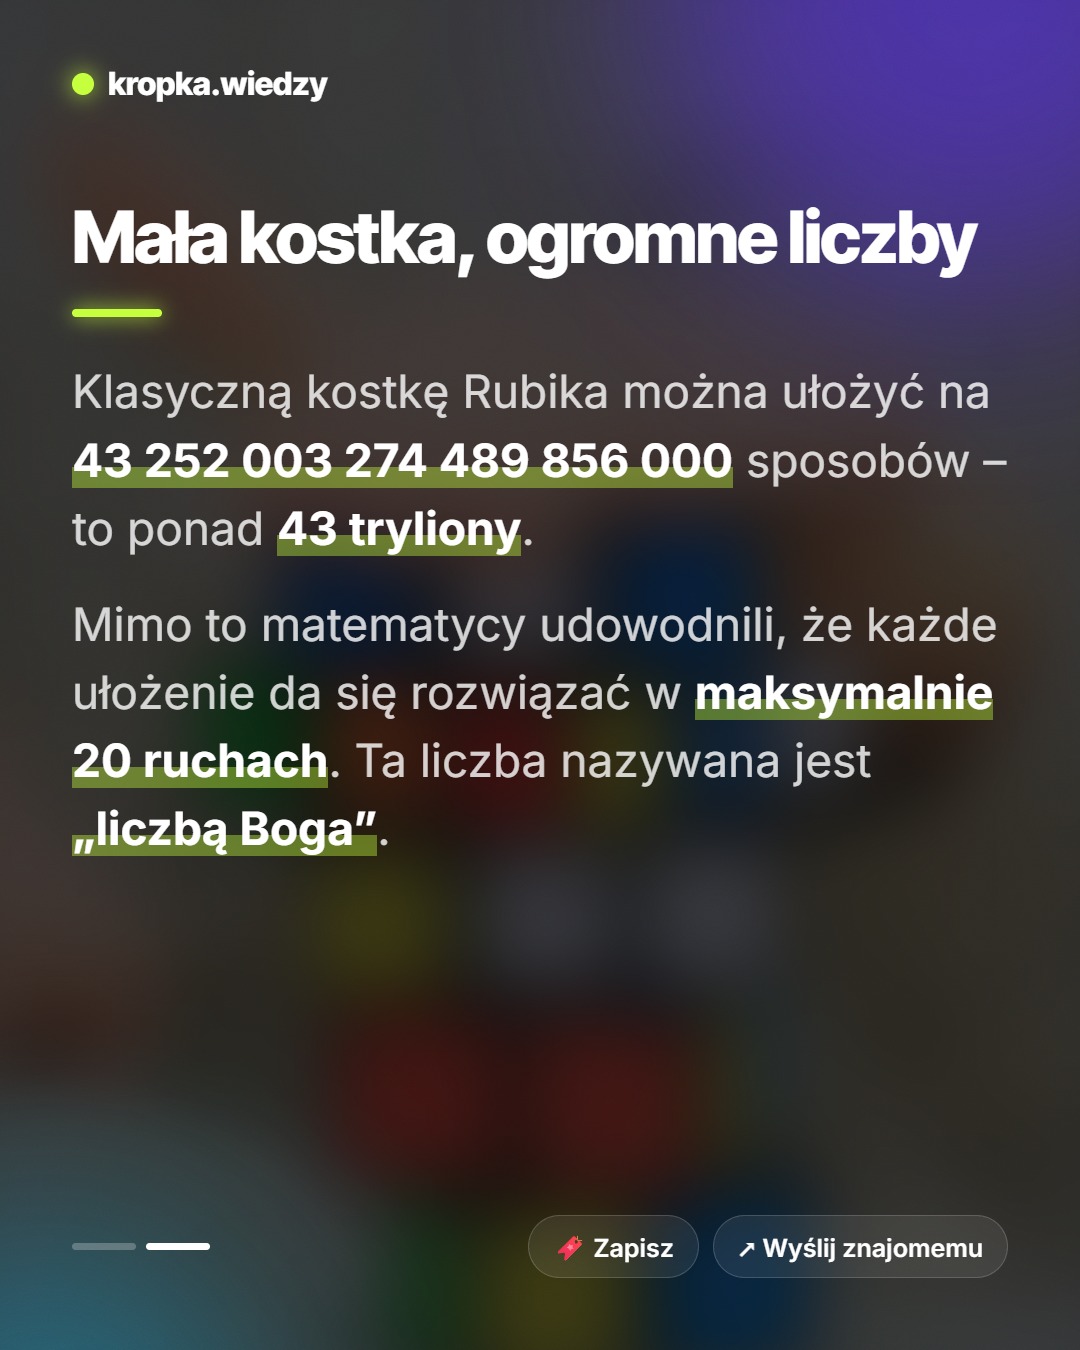 kropka.wiedzy
Mała kostka, ogromne liczby
Klasyczną kostkę Rubika można ułożyć na
43 252 003 274 489 856 000 sposobów –
to ponad 43 tryliony.
Mimo to matematycy udowodnili, że każde
ułożenie da się rozwiązać w maksymalnie
20 ruchach. Ta liczba nazywana jest
„liczbą Boga”.
Zapisz
↗ Wyślij znajomemu